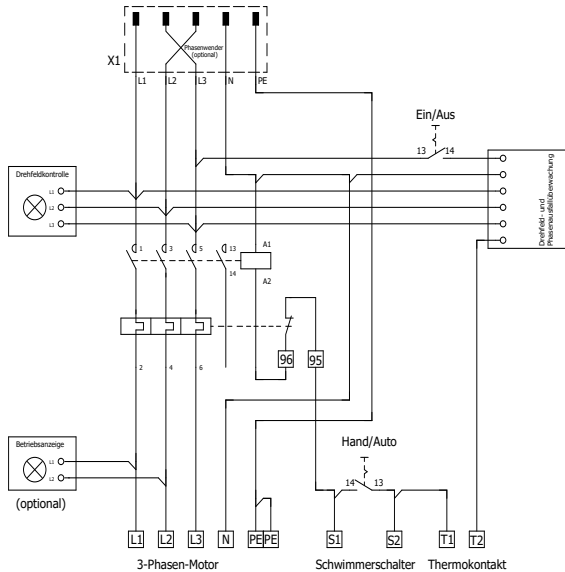 Phasenwender
(optional)
X1
L1 L2 L3 N PE
Ein/Aus
13 14
Drehfeldkontrolle
L1
L2
L3
Drehfeld- und
Phasenausfallüberwachung
1 3 5 13 A1
14 A2
96 95
2 4 6
Betriebsanzeige
L1
L2
(optional)
Hand/Auto
14 13
L1 L2 L3 N PE PE S1 S2 T1 T2
3-Phasen-Motor Schwimmerschalter Thermokontakt